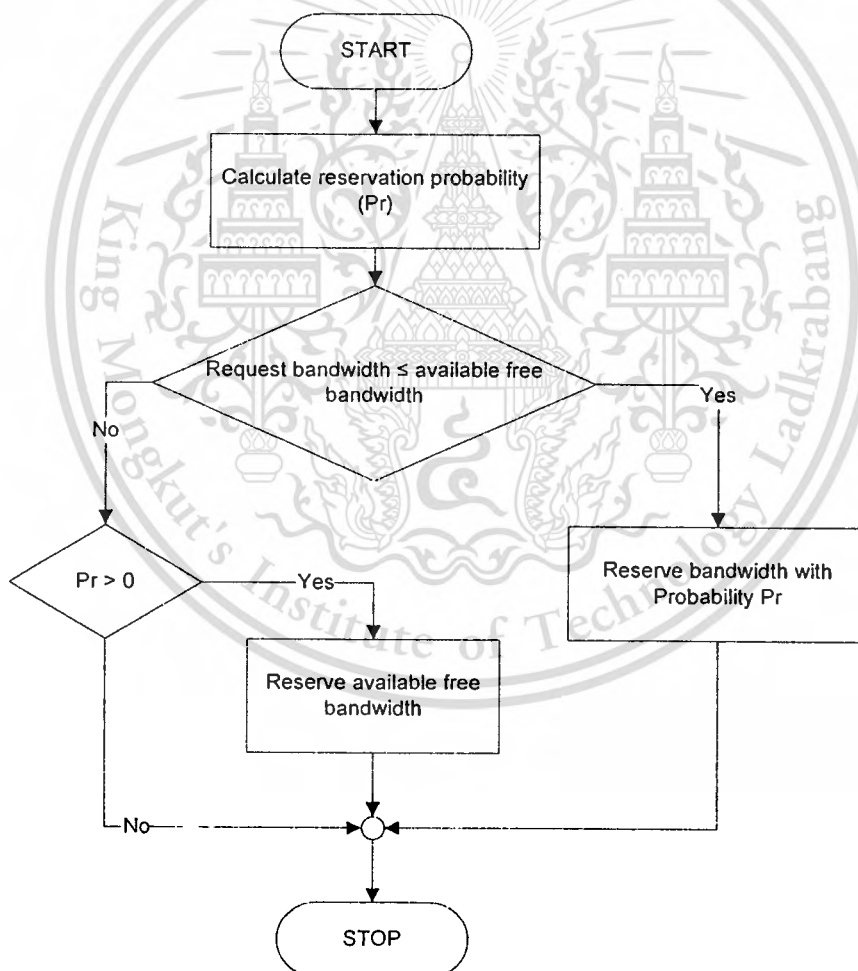 START
Calculate reservation probability
(Pr)
Request bandwidth ≤ available free
bandwidth
Yes
No
Pr > 0
Yes
Reserve bandwidth with
Probability Pr
Reserve available free
bandwidth
No
STOP
King Mongkut's Institute of Technology Ladkrabang